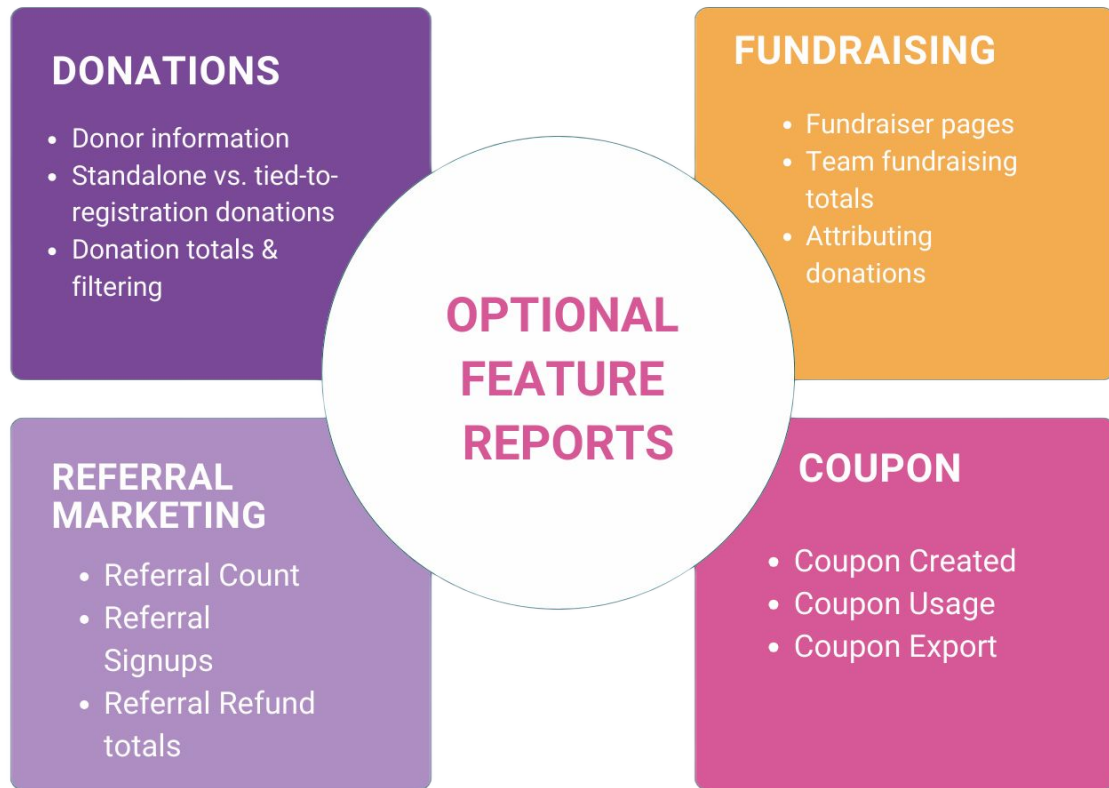 DONATIONS
• Donor information
• Standalone vs. tied-to-
registration donations
• Donation totals &
filtering
FUNDRAISING
• Fundraiser pages
• Team fundraising
totals
• Attributing
donations
OPTIONAL
FEATURE
REPORTS
REFERRAL
MARKETING
• Referral Count
• Referral
Signups
• Referral Refund
totals
COUPON
• Coupon Created
• Coupon Usage
• Coupon Export